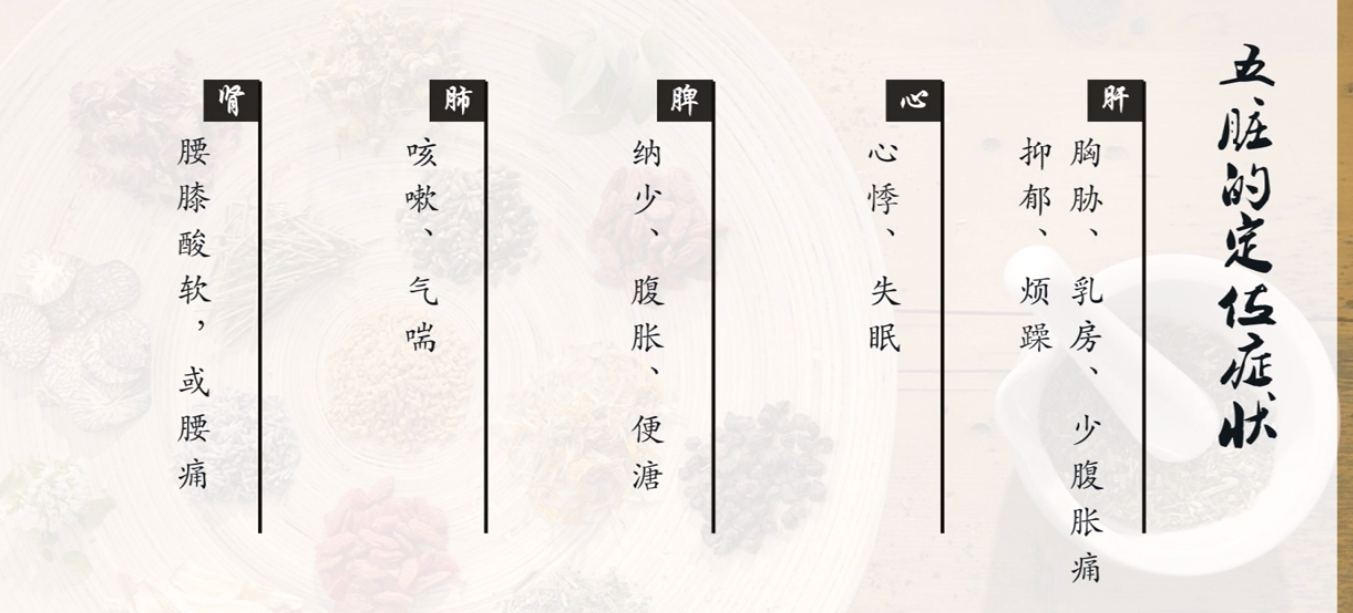 五脏的定位症状
肝
胸胁、乳房、少腹胀痛
抑郁、烦躁
心
心悸、失眠
脾
纳少、腹胀、便溏
肺
咳嗽、气喘
肾
腰膝酸软，或腰痛